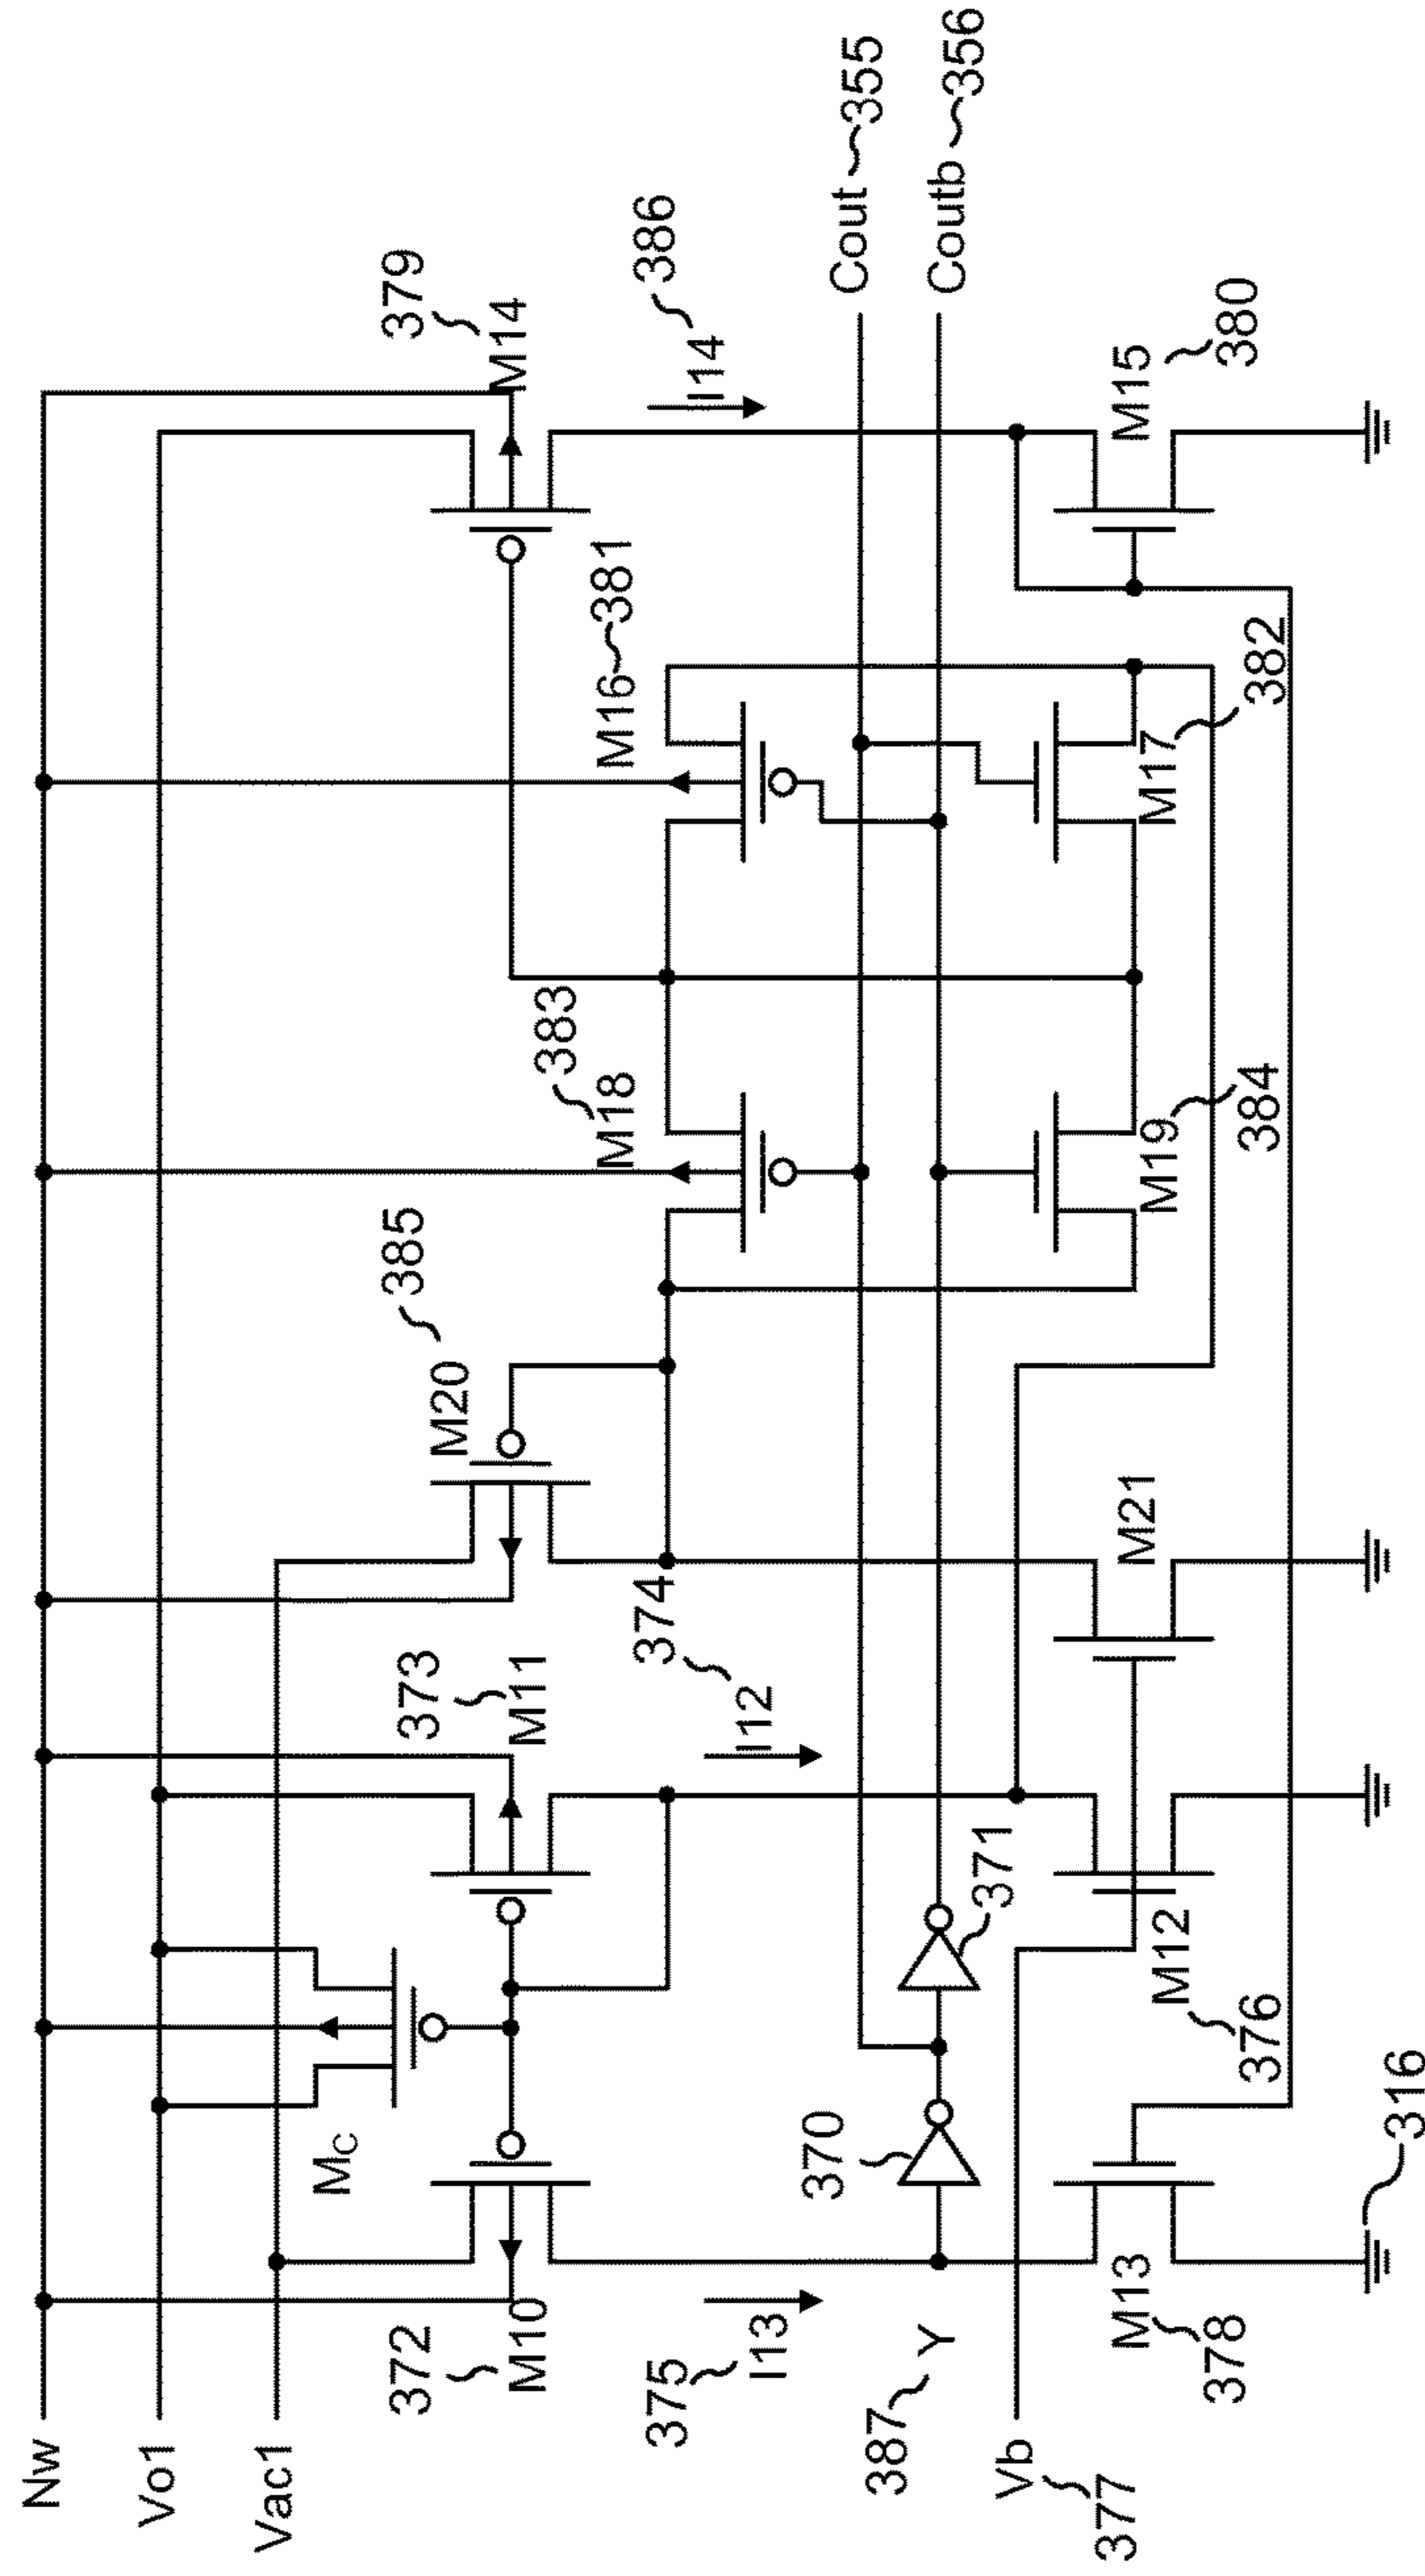 Nw
Vo1
Vac1
372
M10
MC
373
M11
385
M20
379
M14
383
M18
M16
381
386
I14
375
I13
374
I12
387
Y
370
371
Cout
355
Coutb
356
Vb
377
M13
378
M12
376
M21
M19
384
M17
382
M15
380
316